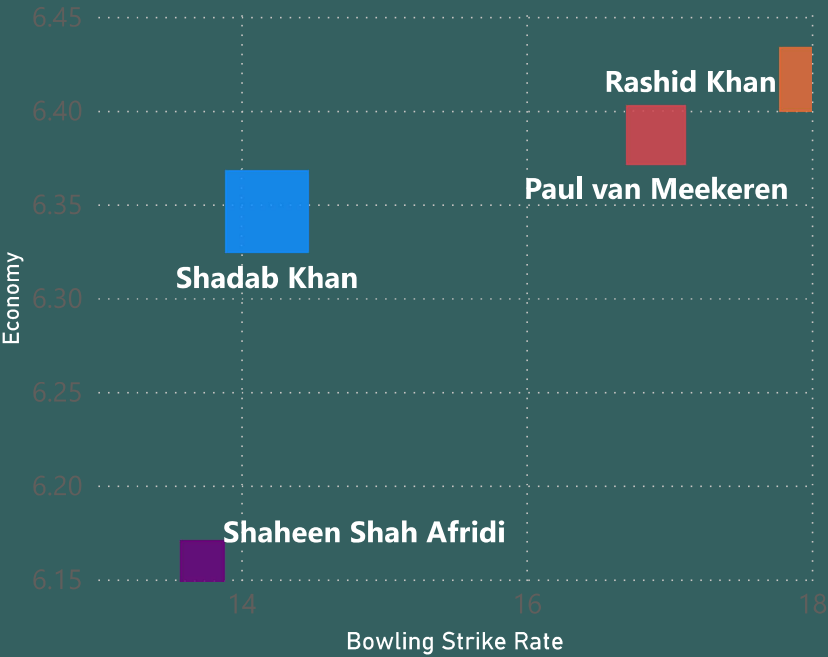 6.45
Rashid Khan
6.40
Paul van Meekeren
6.35
Shadab Khan
6.30
Economy
6.25
6.20
Shaheen Shah Afridi
6.15
14
16
18
Bowling Strike Rate